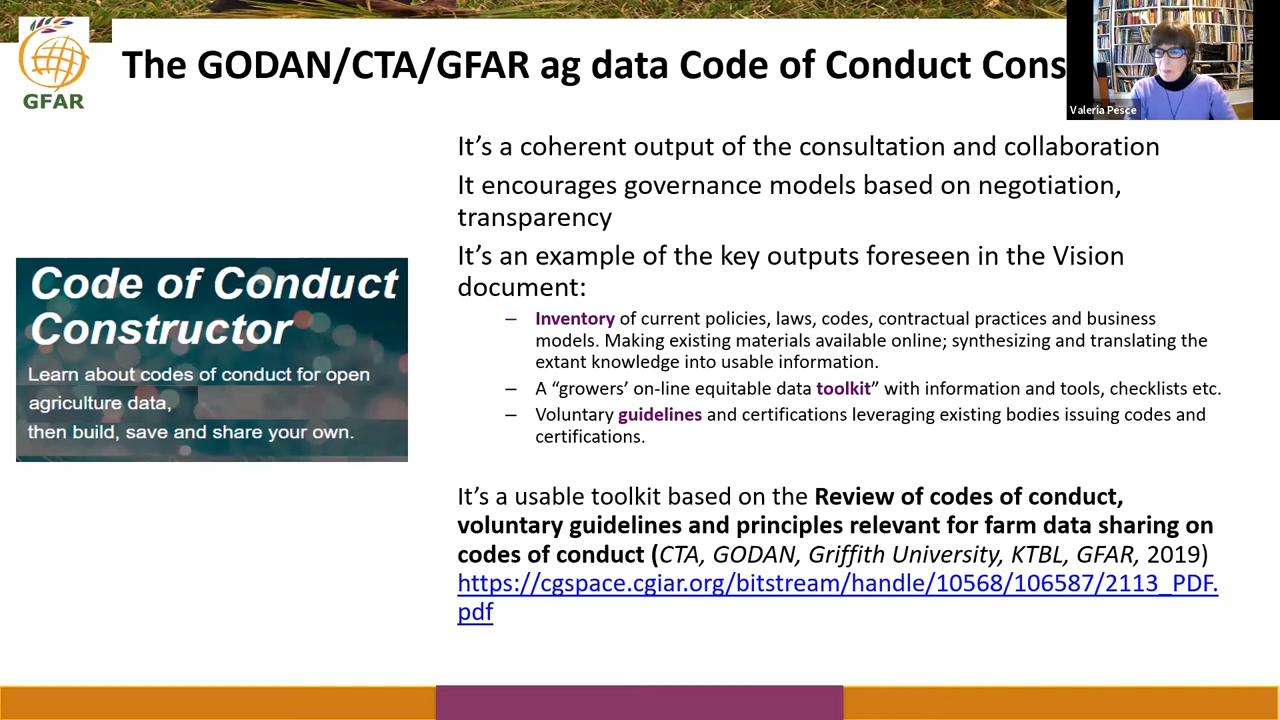 The GODAN/CTA/GFAR ag data Code of Conduct Cons
GFAR
Valeria Pesce
It's a coherent output of the consultation and collaboration
It encourages governance models based on negotiation,
transparency
It's an example of the key outputs foreseen in the Vision
document:
– Inventory of current policies, laws, codes, contractual practices and business
models. Making existing materials available online; synthesizing and translating the
extant knowledge into usable information.
– A “growers' on-line equitable data toolkit” with information and tools, checklists etc.
– Voluntary guidelines and certifications leveraging existing bodies issuing codes and
certifications.
Code of Conduct
Constructor
Learn about codes of conduct for open
agriculture data,
then build, save and share your own.
It's a usable toolkit based on the Review of codes of conduct,
voluntary guidelines and principles relevant for farm data sharing on
codes of conduct (CTA, GODAN, Griffith University, KTBL, GFAR, 2019)
https://cgspace.cgiar.org/bitstream/handle/10568/106587/2113_PDF.
pdf